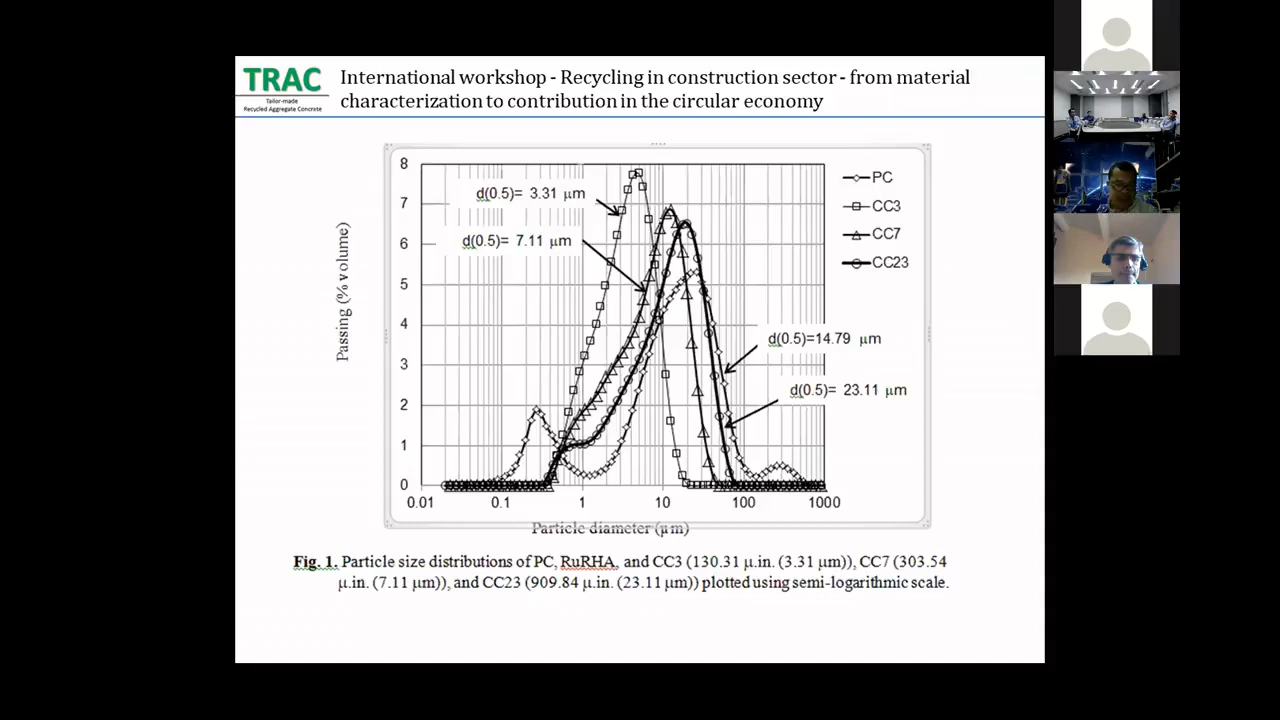 TRAC
Tailor-made
Recycled Aggregate Concrete
International workshop - Recycling in construction sector - from material
characterization to contribution in the circular economy
8
7
6
5
4
3
2
1
0
Passing (% volume)
d(0.5)= 3.31 μm
d(0.5)= 7.11 μm
d(0.5)=14.79 μm
d(0.5)= 23.11 μm
PC
CC3
CC7
CC23
0.01 0.1 1 10 100 1000
Particle diameter (μm)
Fig. 1. Particle size distributions of PC, RuRHA, and CC3 (130.31 μ.in. (3.31 μm)), CC7 (303.54
μ.in. (7.11 μm)), and CC23 (909.84 μ.in. (23.11 μm)) plotted using semi-logarithmic scale.